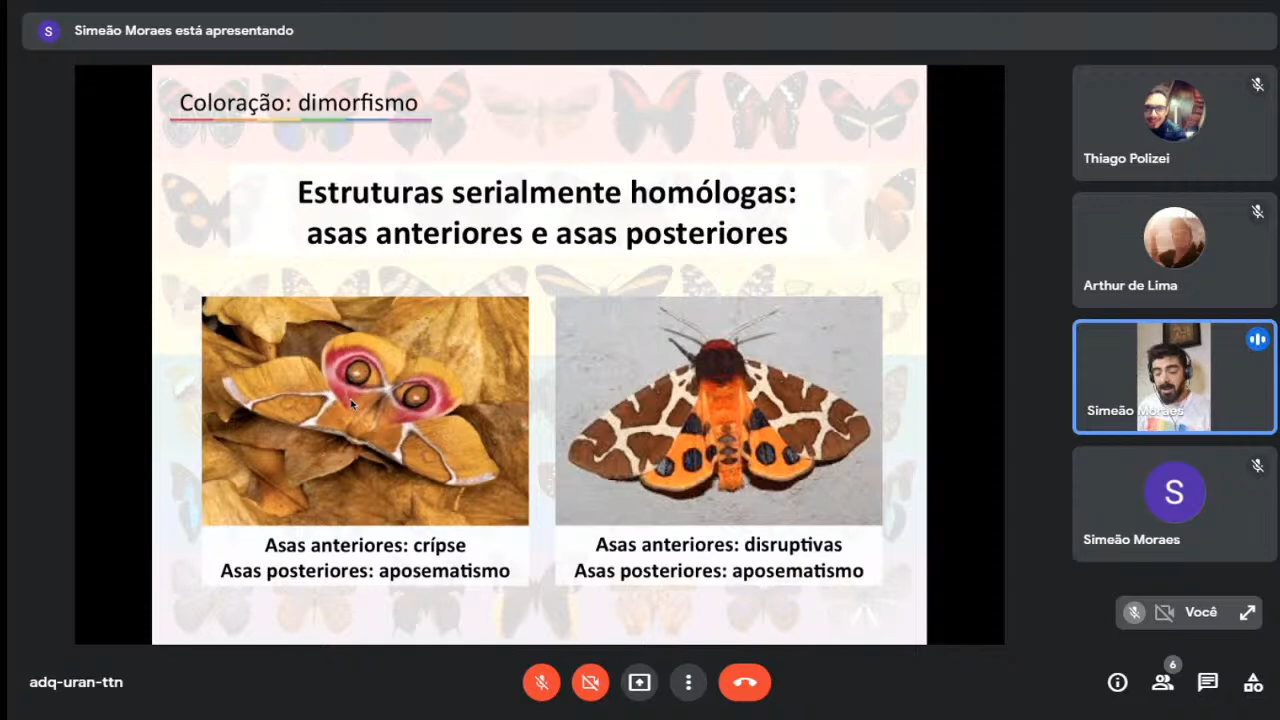 S
Simeão Moraes está apresentando
Coloração: dimorfismo
Estruturas serialmente homólogas:
asas anteriores e asas posteriores
Asas anteriores: crípse
Asas posteriores: aposematismo
Asas anteriores: disruptivas
Asas posteriores: aposematismo
Thiago Polizei
Arthur de Lima
Simeão Moraes
S
Simeão Moraes
Você
adq-uran-ttn
6